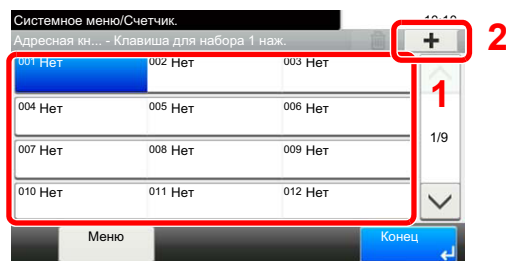 Системное меню/Счетчик. 10:10
Адресная кн... - Клавиша для набора 1 наж. + 2
001 Нет 002 Нет 003 Нет
1
004 Нет 005 Нет 006 Нет
1/9
007 Нет 008 Нет 009 Нет
010 Нет 011 Нет 012 Нет
Меню Конец